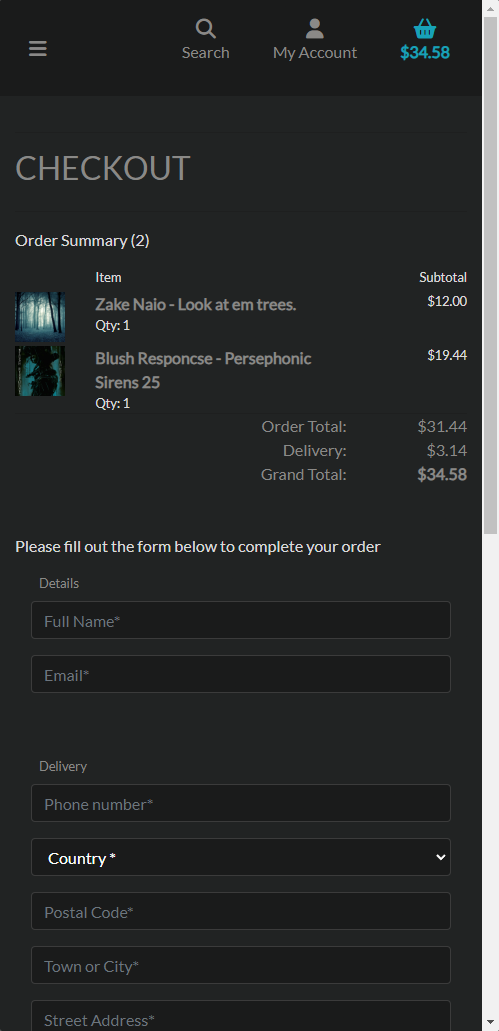 Search My Account $34.58
CHECKOUT
Order Summary (2)
Item Subtotal
Zake Naio - Look at em trees. $12.00
Qty: 1
Blush Responcse - Persephonic $19.44
Sirens 25
Qty: 1
Order Total: $31.44
Delivery: $3.14
Grand Total: $34.58
Please fill out the form below to complete your order
Details
Full Name*
Email*
Delivery
Phone number*
Country *
Postal Code*
Town or City*
Street Address*